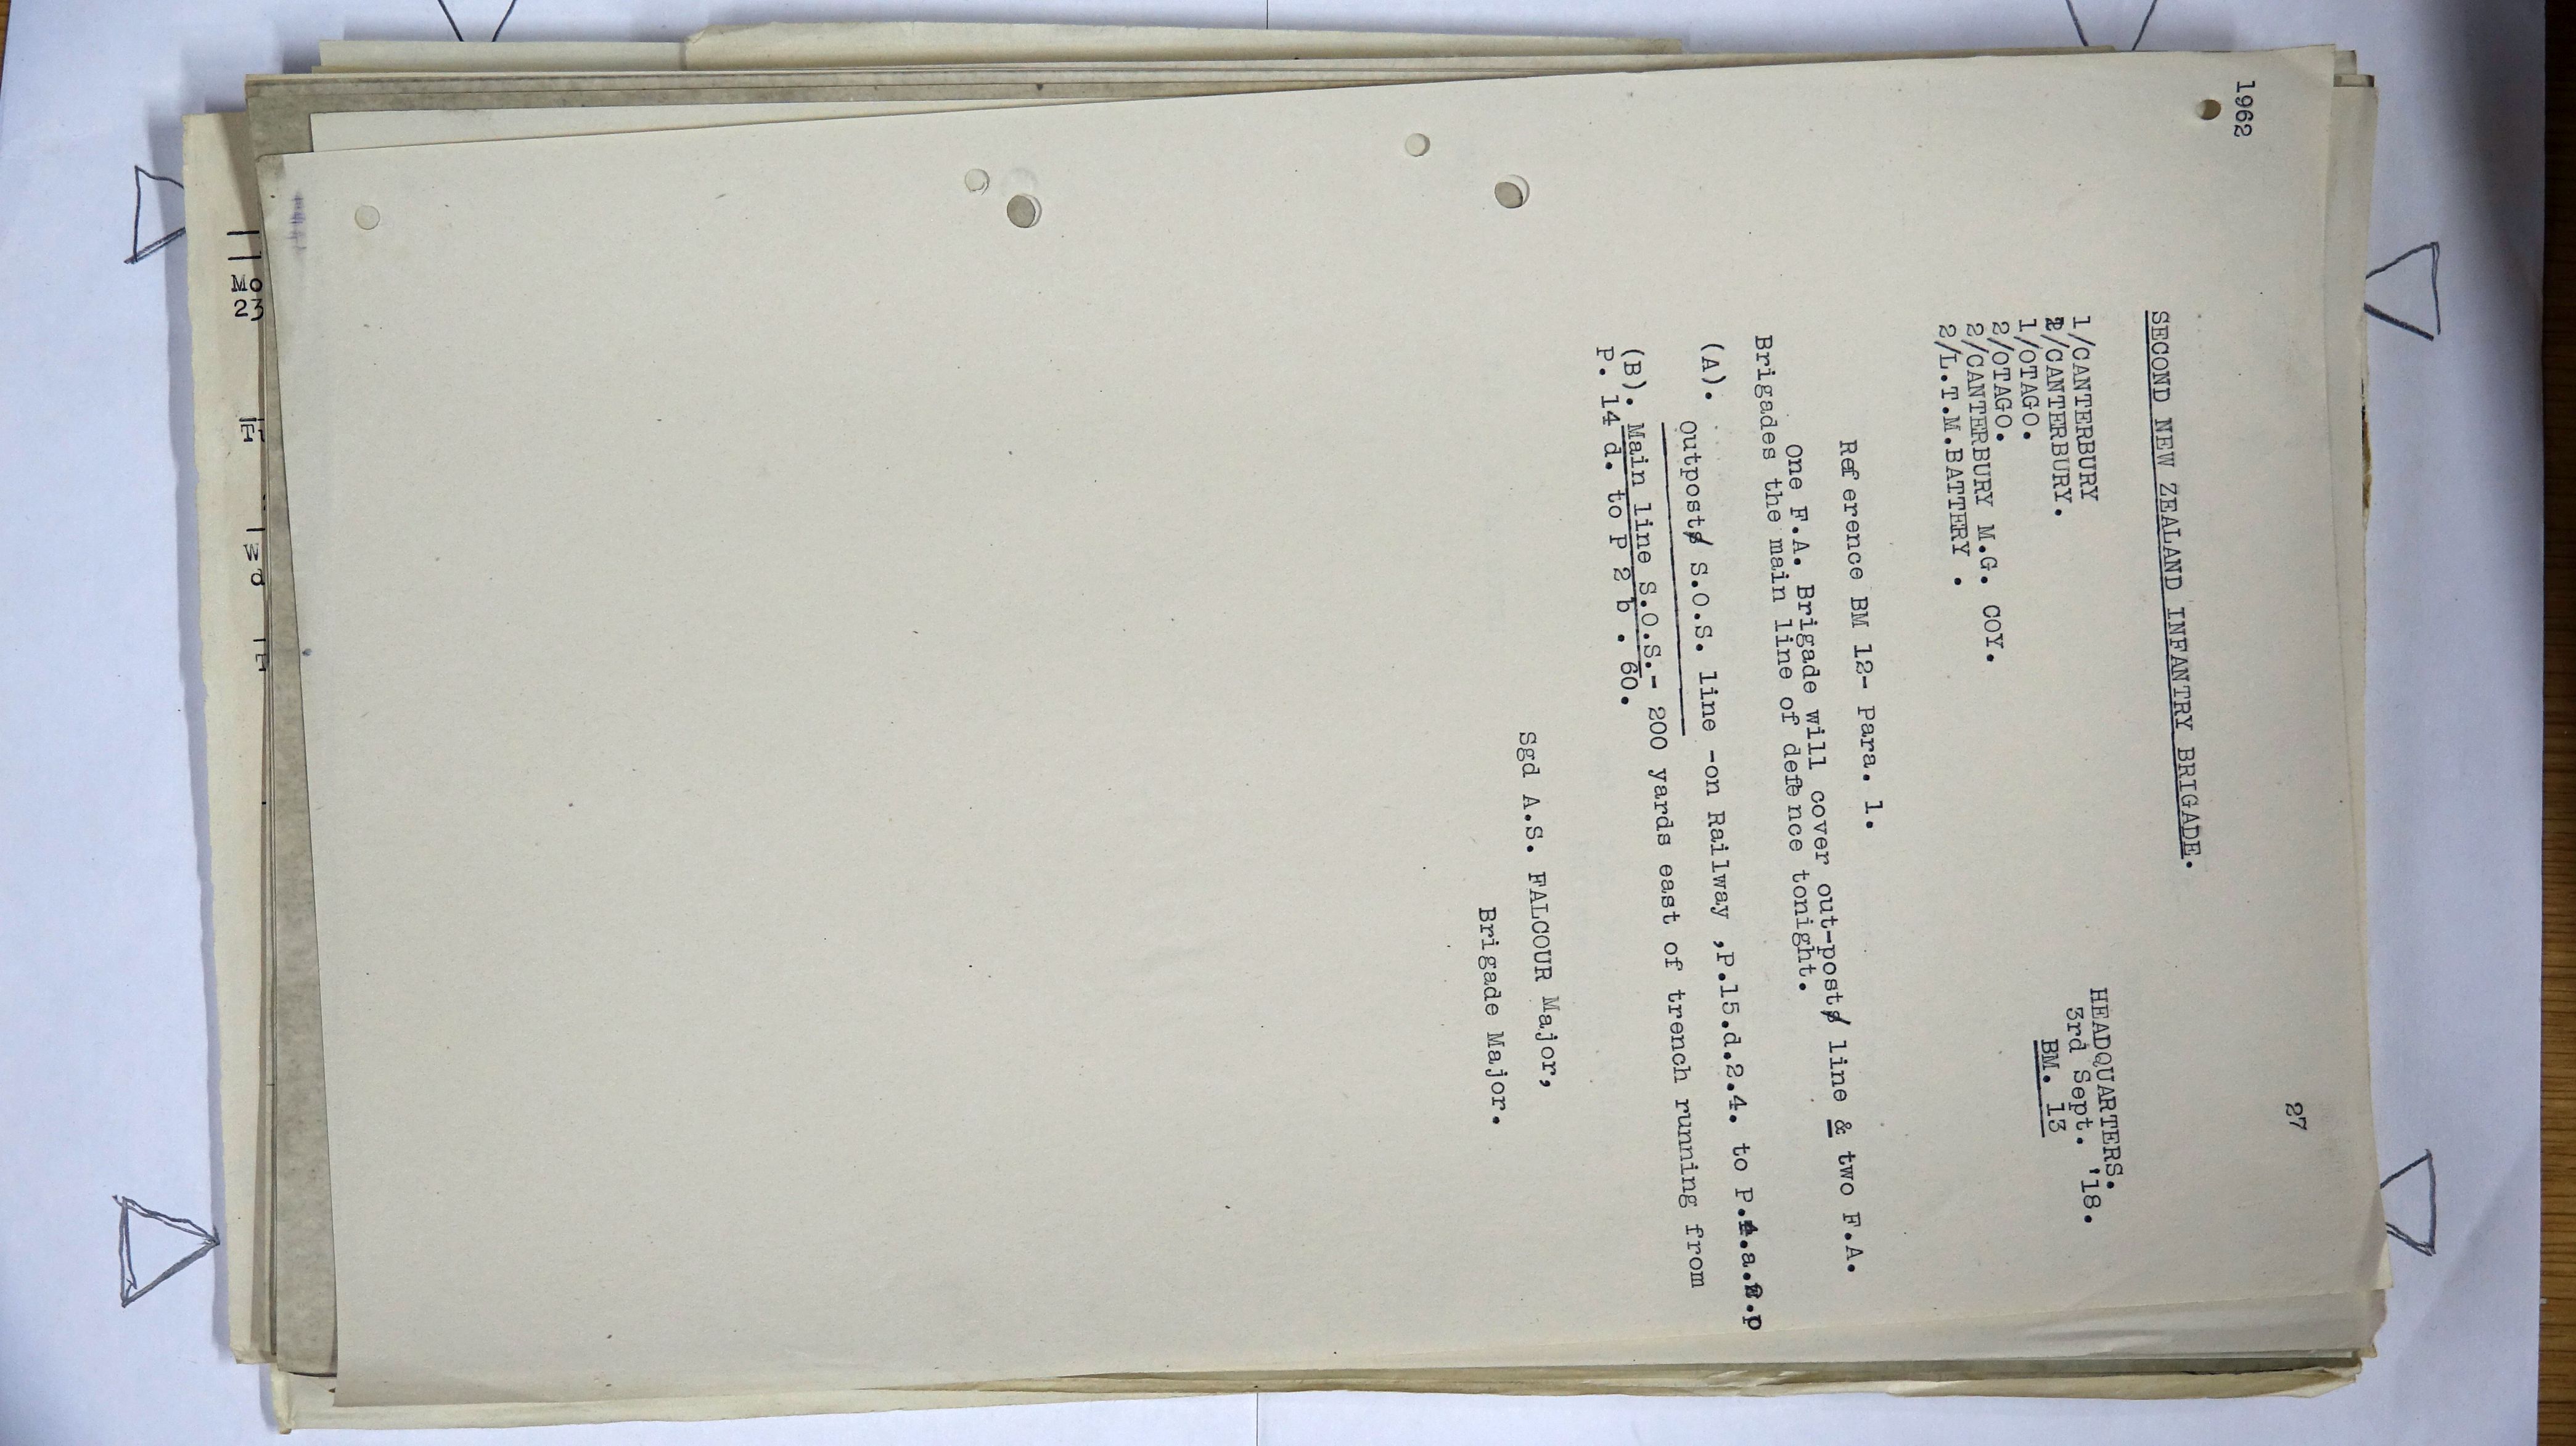 1962
27
SECOND NEW ZEALAND INFANTRY BRIGADE.
HEADQUARTERS.
3rd Sept. '18.
BM. 13
1/CANTERBURY
2/CANTERBURY.
1/OTAGO.
2/OTAGO.
2/CANTERBURY M.G. COY.
2/L.T.M.BATTERY .
Reference BM 12- Para. 1.
One F.A. Brigade will cover out-post line & two F.A.
Brigades the main line of defence tonight.
(A). Outpost S.O.S. line -on Railway ,P.15.d.2.4. to P. .a. .
(B). Main line S.O.S.- 200 yards east of trench running from
P. 14 d. to P 2 b . 60.
Sgd A.S. FALCOUR Major,
Brigade Major.
Mo
23